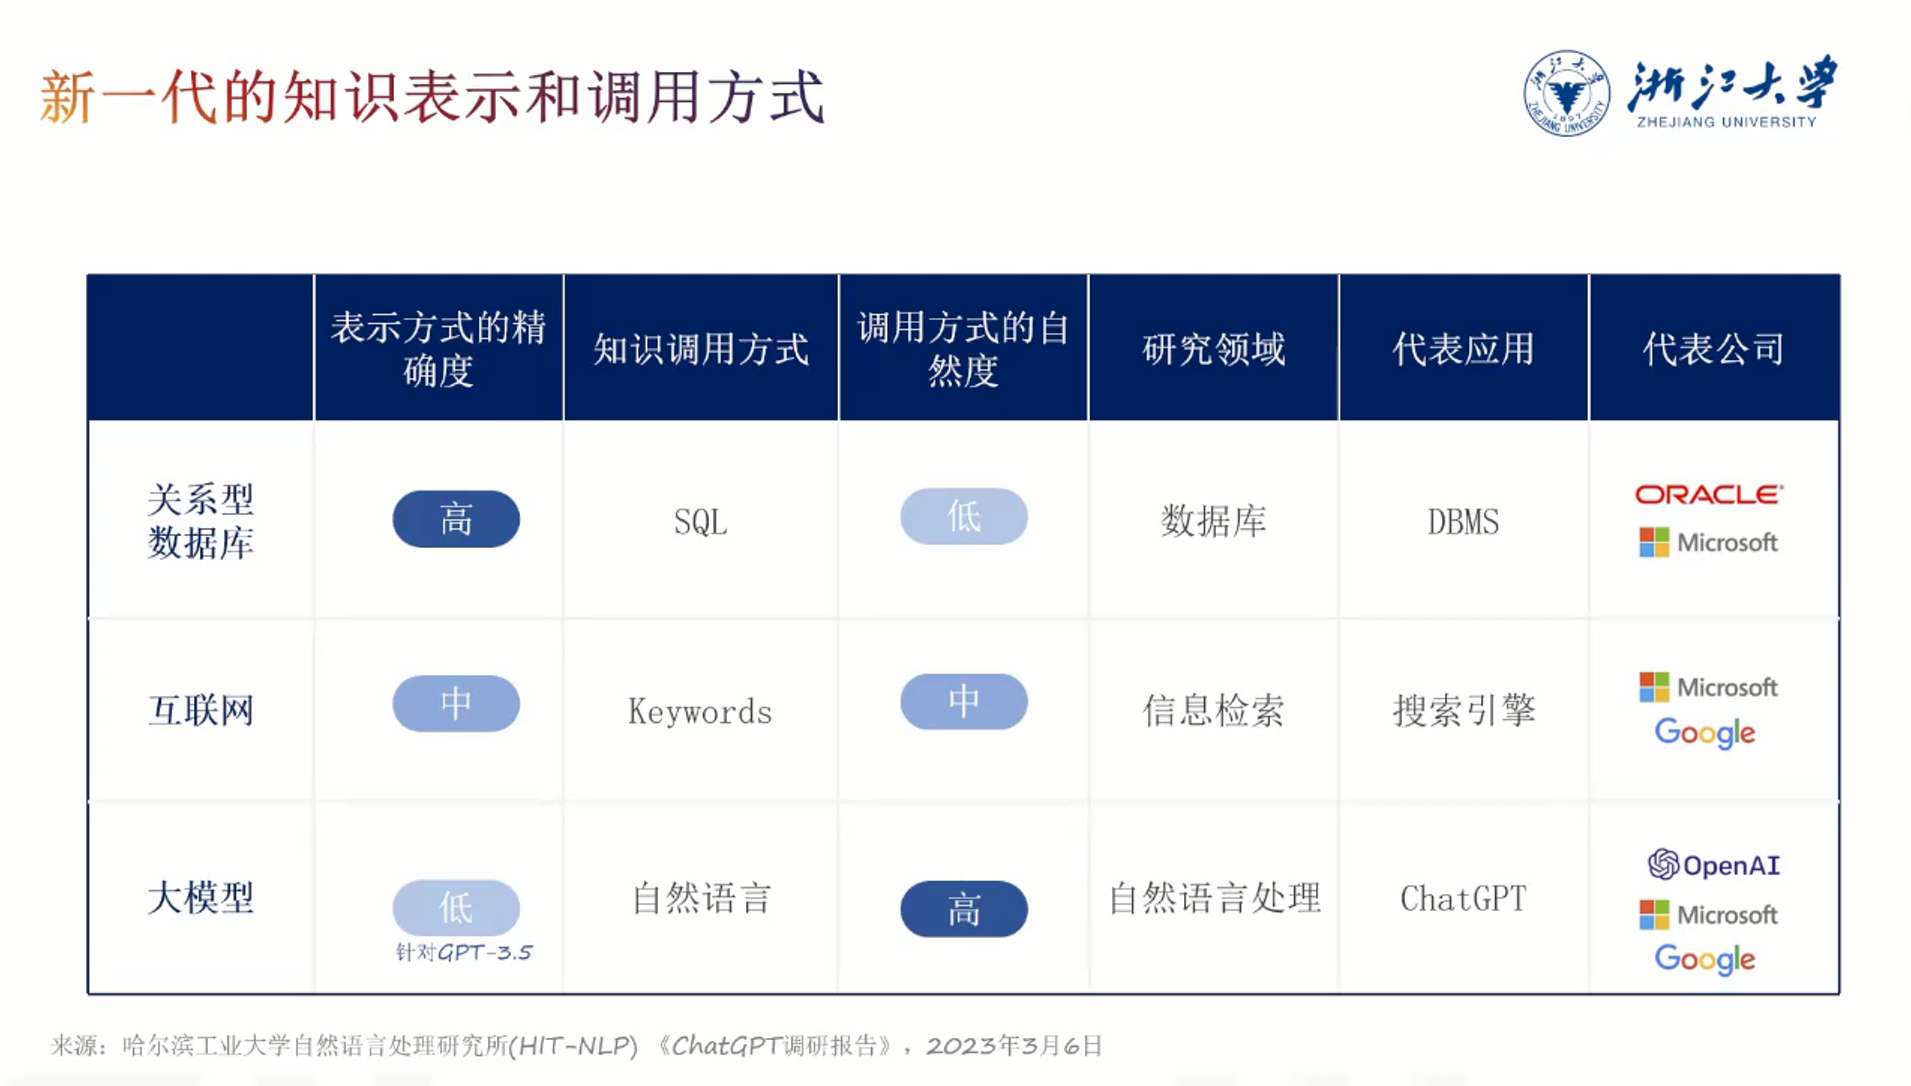 新一代的知识表示和调用方式
浙江大学
ZHEJIANG UNIVERSITY
浙江大学
1897
ZHEJIANG UNIVERSITY
表示方式的精
确度
知识调用方式
调用方式的自
然度
研究领域
代表应用
代表公司
关系型
数据库
高
SQL
低
数据库
DBMS
ORACLE
Microsoft
互联网
中
Keywords
中
信息检索
搜索引擎
Microsoft
Google
大模型
低
针对GPT-3.5
自然语言
高
自然语言处理
ChatGPT
OpenAI
Microsoft
Google
来源：哈尔滨工业大学自然语言处理研究所(HIT-NLP) 《ChatGPT调研报告》，2023年3月6日